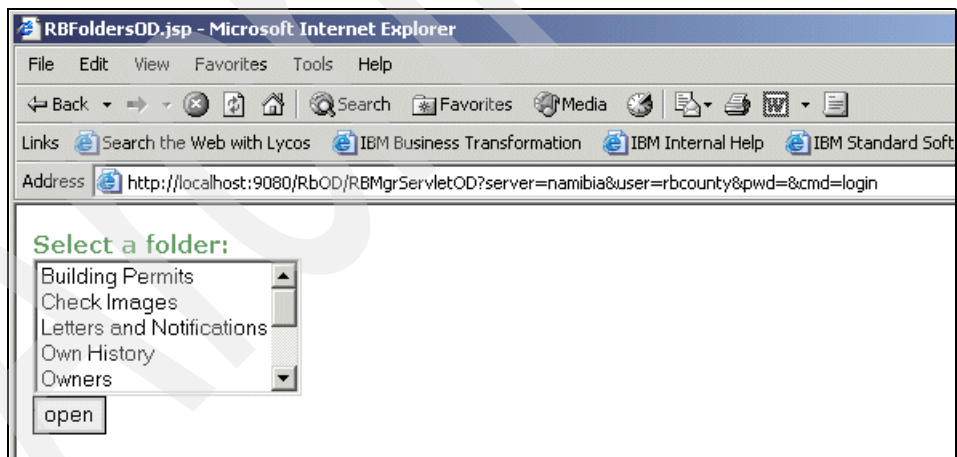 RBFoldersOD.jsp - Microsoft Internet Explorer
File Edit View Favorites Tools Help
Back Search Favorites Media
Links Search the Web with Lycos IBM Business Transformation IBM Internal Help IBM Standard Soft
Address http://localhost:9080/RbOD/RBMgrServletOD?server=namibia&user=rbcounty&pwd=&cmd=login
Select a folder:
Building Permits
Check Images
Letters and Notifications
Own History
Owners
open